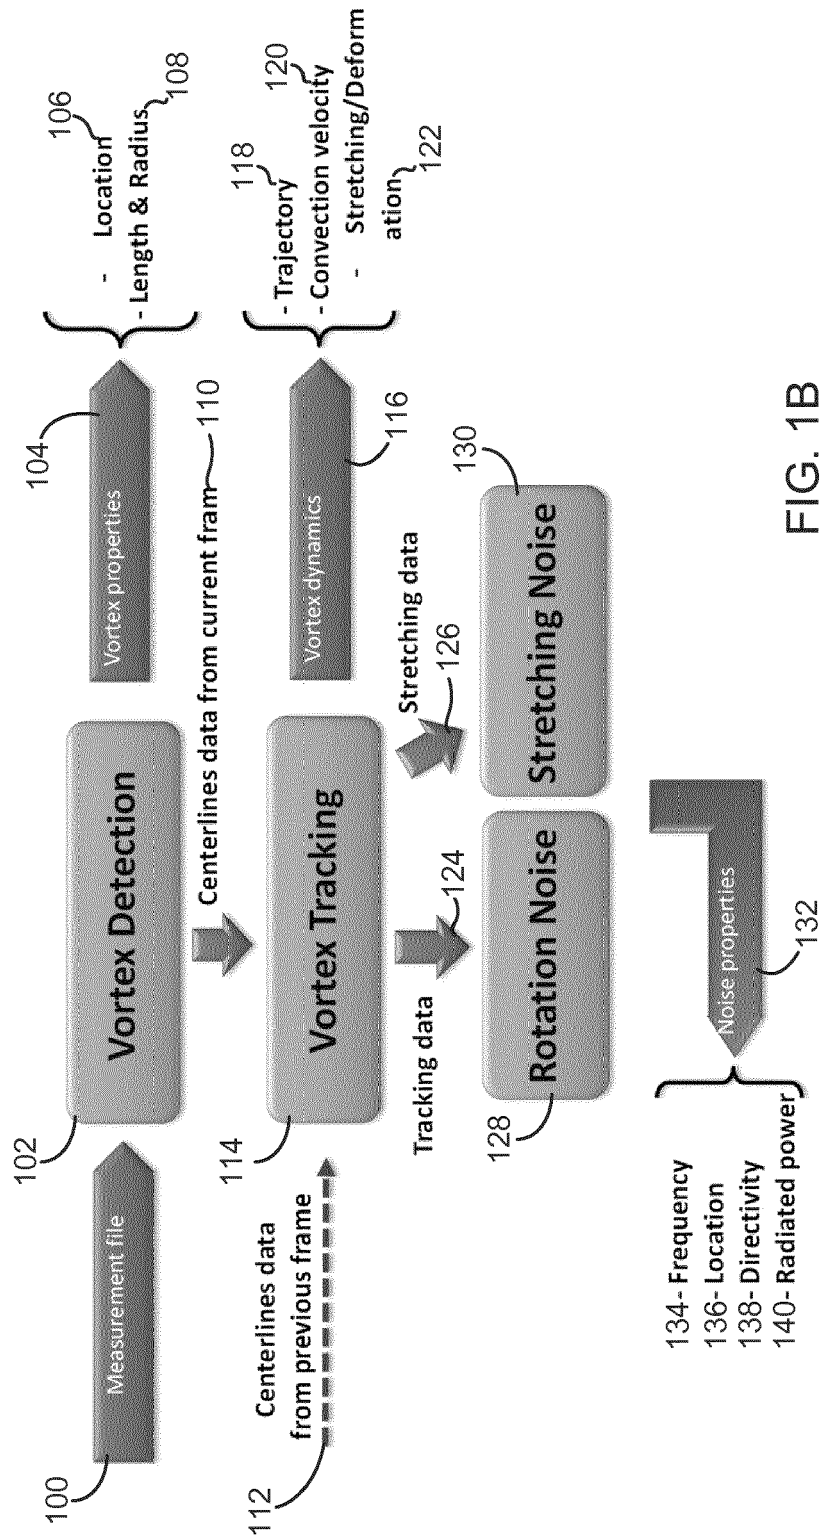 106
- Location
- Length & Radius
108
104
Vortex properties
102
Vortex Detection
100
Measurement file
Centerlines data from current fram
110
118
- Trajectory
120
- Convection velocity
- Stretching/Deform
ation
122
116
Vortex dynamics
114
Vortex Tracking
Centerlines data
from previous frame
112
Tracking data
124
Stretching data
126
128
Rotation Noise
130
Stretching Noise
Noise properties
132
134- Frequency
136- Location
138- Directivity
140- Radiated power
FIG. 1B